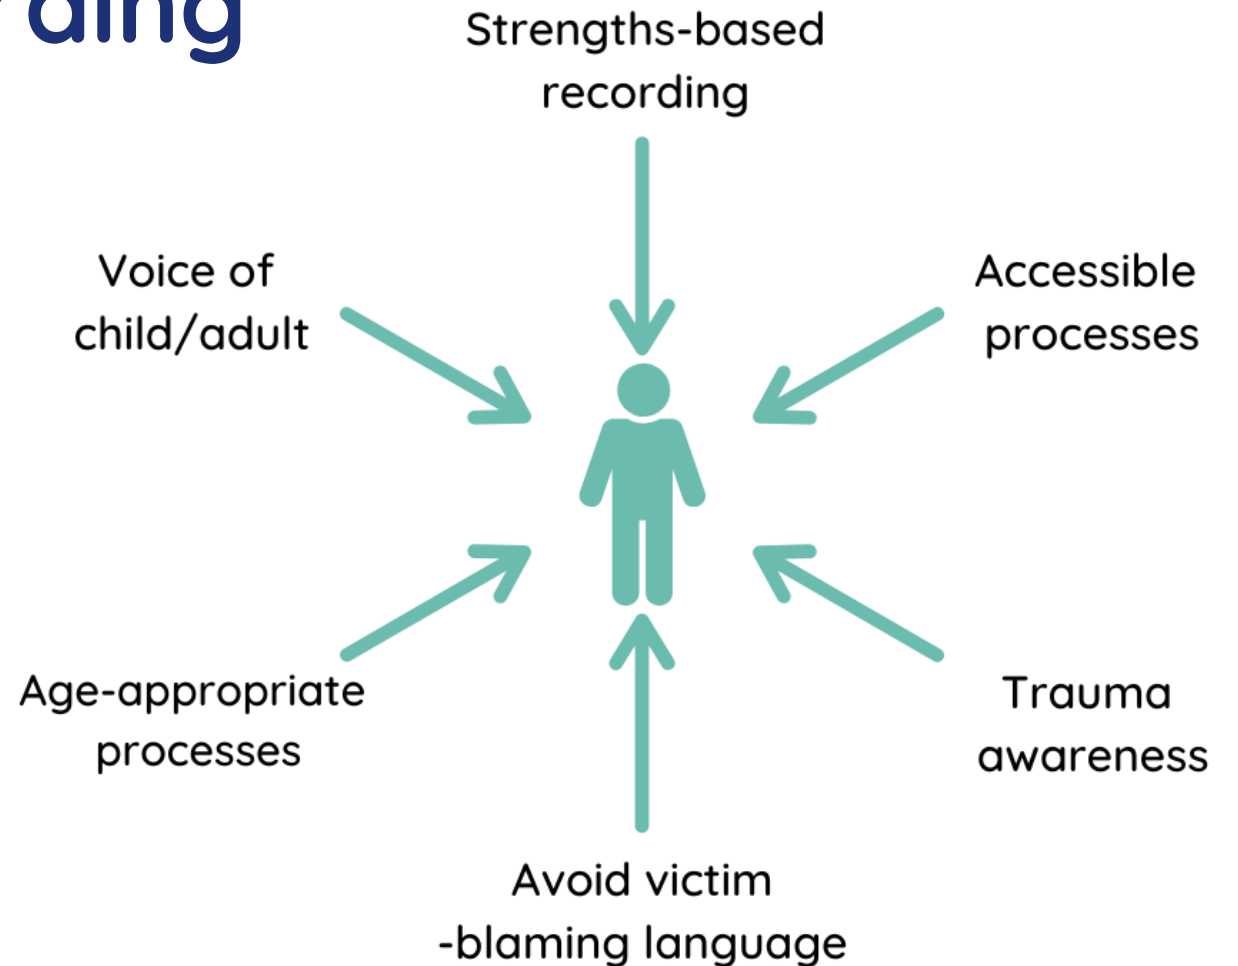 Strengths-based
recording
Voice of
child/adult
Accessible
processes
Age-appropriate
processes
Trauma
awareness
Avoid victim
-blaming language